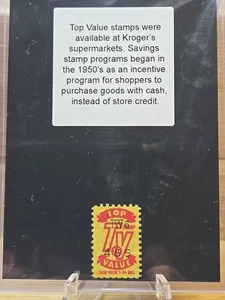 Top Value stamps were
available at Kroger's
supermarkets. Savings
stamp programs began in
the 1950's as an incentive
program for shoppers to
purchase goods with cash,
instead of store credit.
TOP
TV
VALUE